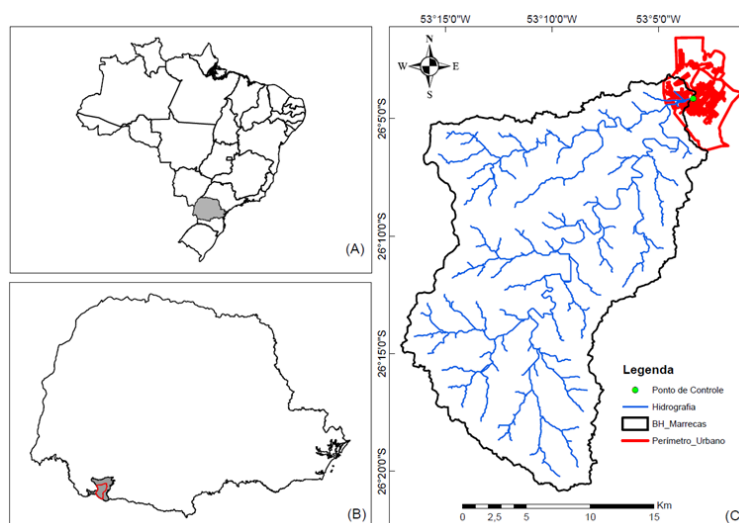 (A)
(B)
53°15'0"W 53°10'0"W 53°5'0"W
N
W E
S
26°5'0"S
26°10'0"S
26°15'0"S
26°20'0"S
Legenda
Ponto de Controle
Hidrografia
BH_Marrecas
Perímetro_Urbano
Km
0 2,5 5 10 15
(C)